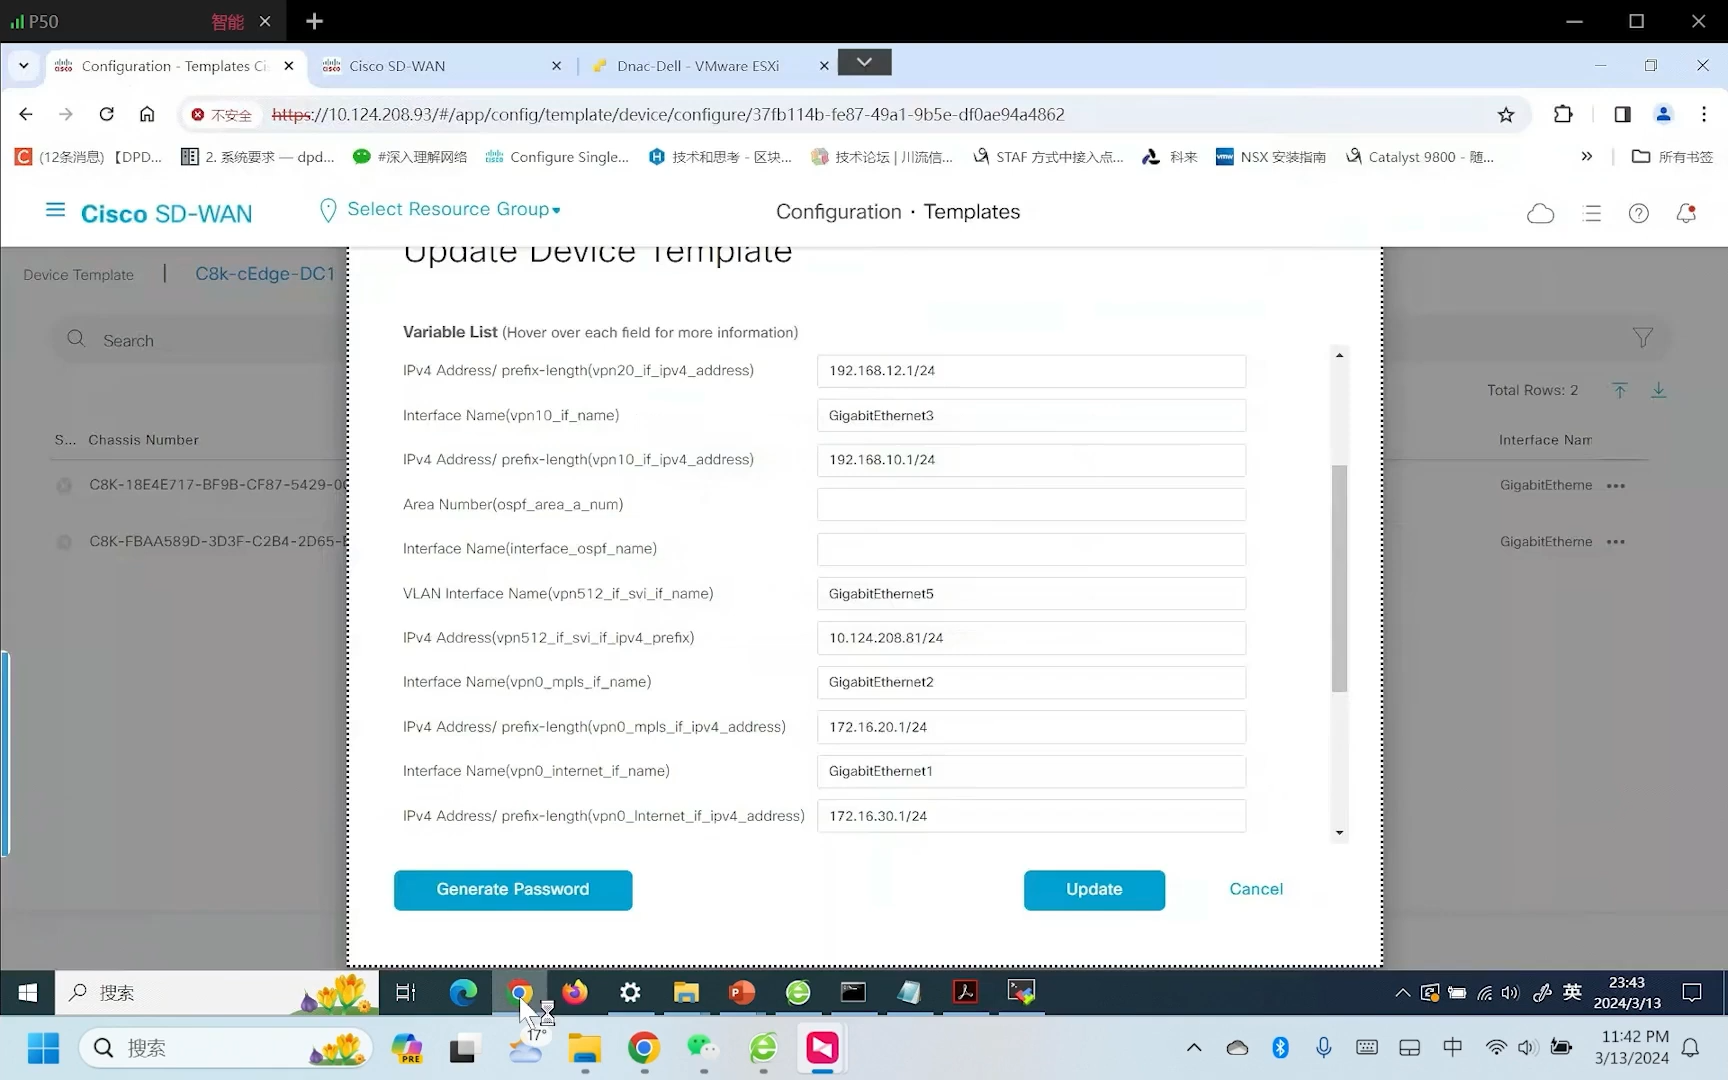 P50 智能
Configuration - Templates Ci
Cisco SD-WAN
Dnac-Dell - VMware ESXi
不安全 https://10.124.208.93/#/app/config/template/device/configure/37fb114b-fe87-49a1-9b5e-df0ae94a4862
(12条消息) 【DPD...
2. 系统要求 — dpd...
#深入理解网络
Configure Single...
技术和思考 - 区块...
技术论坛 | 川流信...
STAF 方式中接入点...
科来
NSX 安装指南
Catalyst 9800 - 随...
»
所有书签
Cisco SD-WAN
Select Resource Group
Configuration · Templates
Update Device Template
Device Template | C8k-cEdge-DC1
Search
Variable List (Hover over each field for more information)
IPv4 Address/ prefix-length(vpn20_if_ipv4_address) 192.168.12.1/24
Total Rows: 2
Interface Name(vpn10_if_name) GigabitEthernet3
S... Chassis Number
Interface Nam
IPv4 Address/ prefix-length(vpn10_if_ipv4_address) 192.168.10.1/24
C8K-18E4E717-BF9B-CF87-5429-0
GigabitEtherne •••
Area Number(ospf_area_a_num)
C8K-FBAA589D-3D3F-C2B4-2D65-
GigabitEtherne •••
Interface Name(interface_ospf_name)
VLAN Interface Name(vpn512_if_svi_if_name) GigabitEthernet5
IPv4 Address(vpn512_if_svi_if_ipv4_prefix) 10.124.208.81/24
Interface Name(vpn0_mpls_if_name) GigabitEthernet2
IPv4 Address/ prefix-length(vpn0_mpls_if_ipv4_address) 172.16.20.1/24
Interface Name(vpn0_internet_if_name) GigabitEthernet1
IPv4 Address/ prefix-length(vpn0_Internet_if_ipv4_address) 172.16.30.1/24
Generate Password
Update
Cancel
搜索
英
23:43
2024/3/13
17°
搜索
PRE
中
11:42 PM
3/13/2024